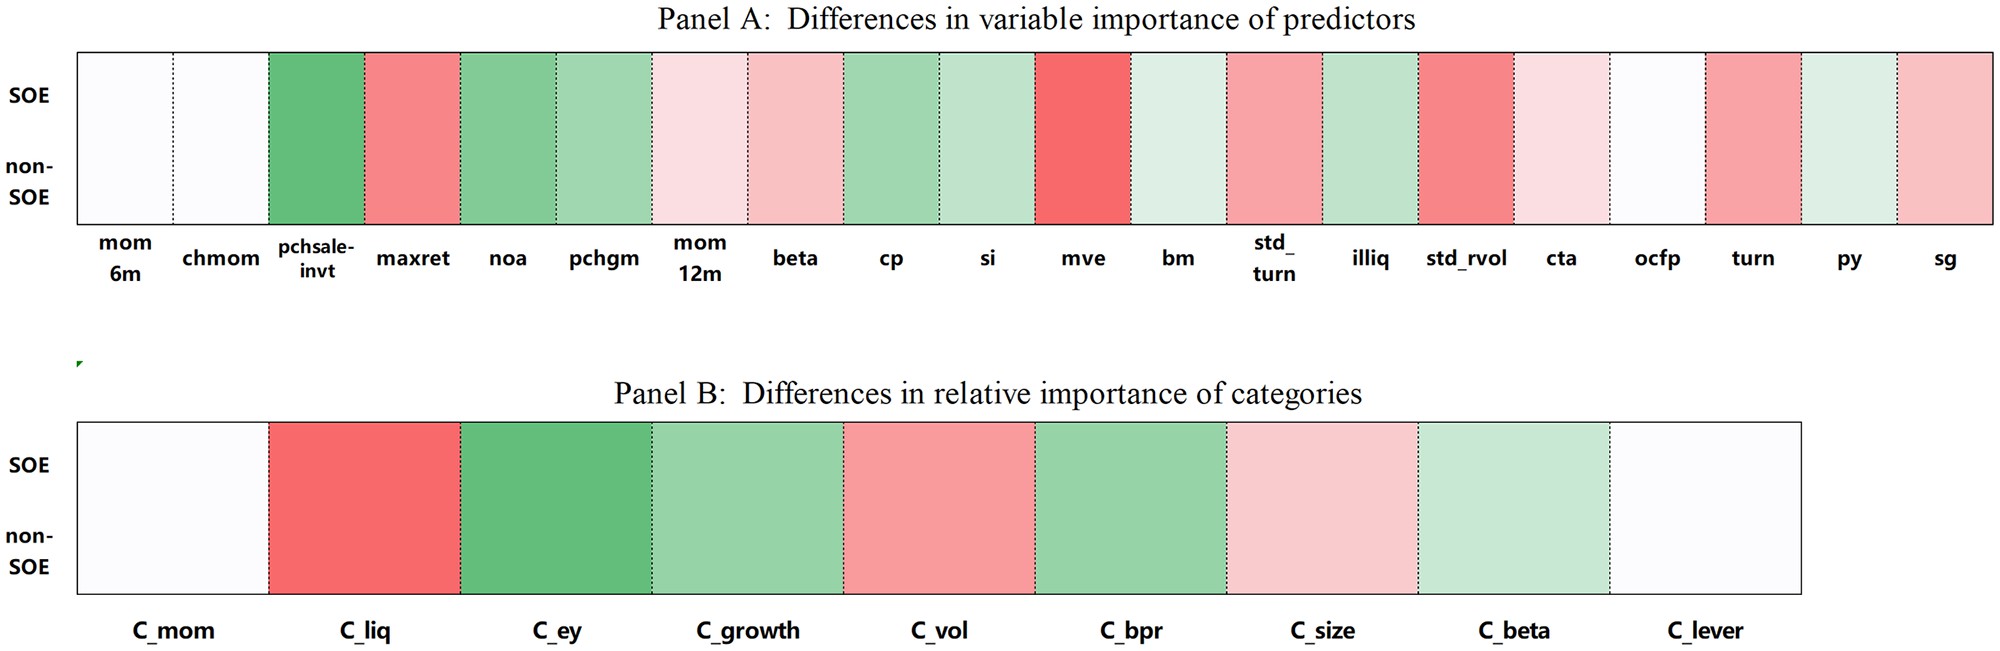 Panel A: Differences in variable importance of predictors
SOE
non-
SOE
mom
6m
chmom
pchsale-
invt
maxret
noa
pchgm
mom
12m
beta
cp
si
mve
bm
std_
turn
illiq
std_rvol
cta
ocfp
turn
py
sg
Panel B: Differences in relative importance of categories
SOE
non-
SOE
C_mom
C_liq
C_ey
C_growth
C_vol
C_bpr
C_size
C_beta
C_lever